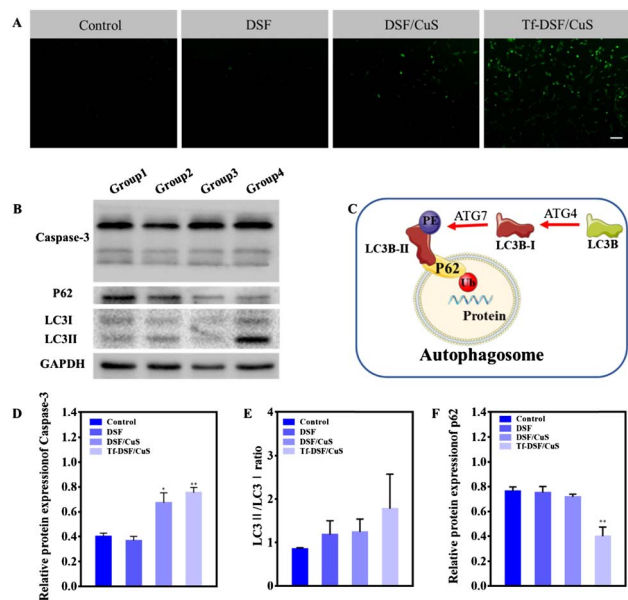 A
Control
DSF
DSF/CuS
Tf-DSF/CuS
B
Group1
Group2
Group3
Group4
Caspase-3
P62
LC3I
LC3II
GAPDH
C
PE
ATG7
ATG4
LC3B-II
LC3B-I
LC3B
P62
Ub
Protein
Autophagosome
D
Relative protein expression of Caspase-3
1.4
1.2
1.0
0.8
0.6
0.4
0.2
0.0
Control
DSF
DSF/CuS
Tf-DSF/CuS
*
**
E
LC3 II/LC3 I ratio
4
3
2
1
0
Control
DSF
DSF/CuS
Tf-DSF/CuS
F
Relative protein expressionof p62
1.4
1.2
1.0
0.8
0.6
0.4
0.2
0.0
Control
DSF
DSF/CuS
Tf-DSF/CuS
**